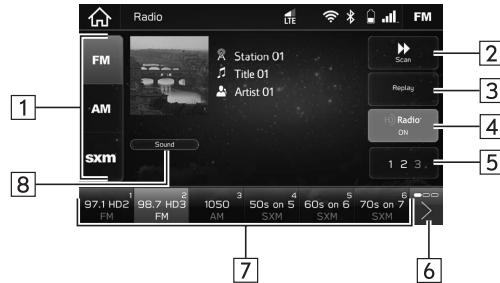 Radio
LTE
FM
FM
AM
sxm
Station 01
Title 01
Artist 01
Sound
Scan
Replay
HD Radio
ON
1 2 3
1
97.1 HD2
FM
2
98.7 HD3
FM
3
1050
AM
4
50s on 5
SXM
5
60s on 6
SXM
6
70s on 7
SXM
1
2
3
4
5
6
7
8